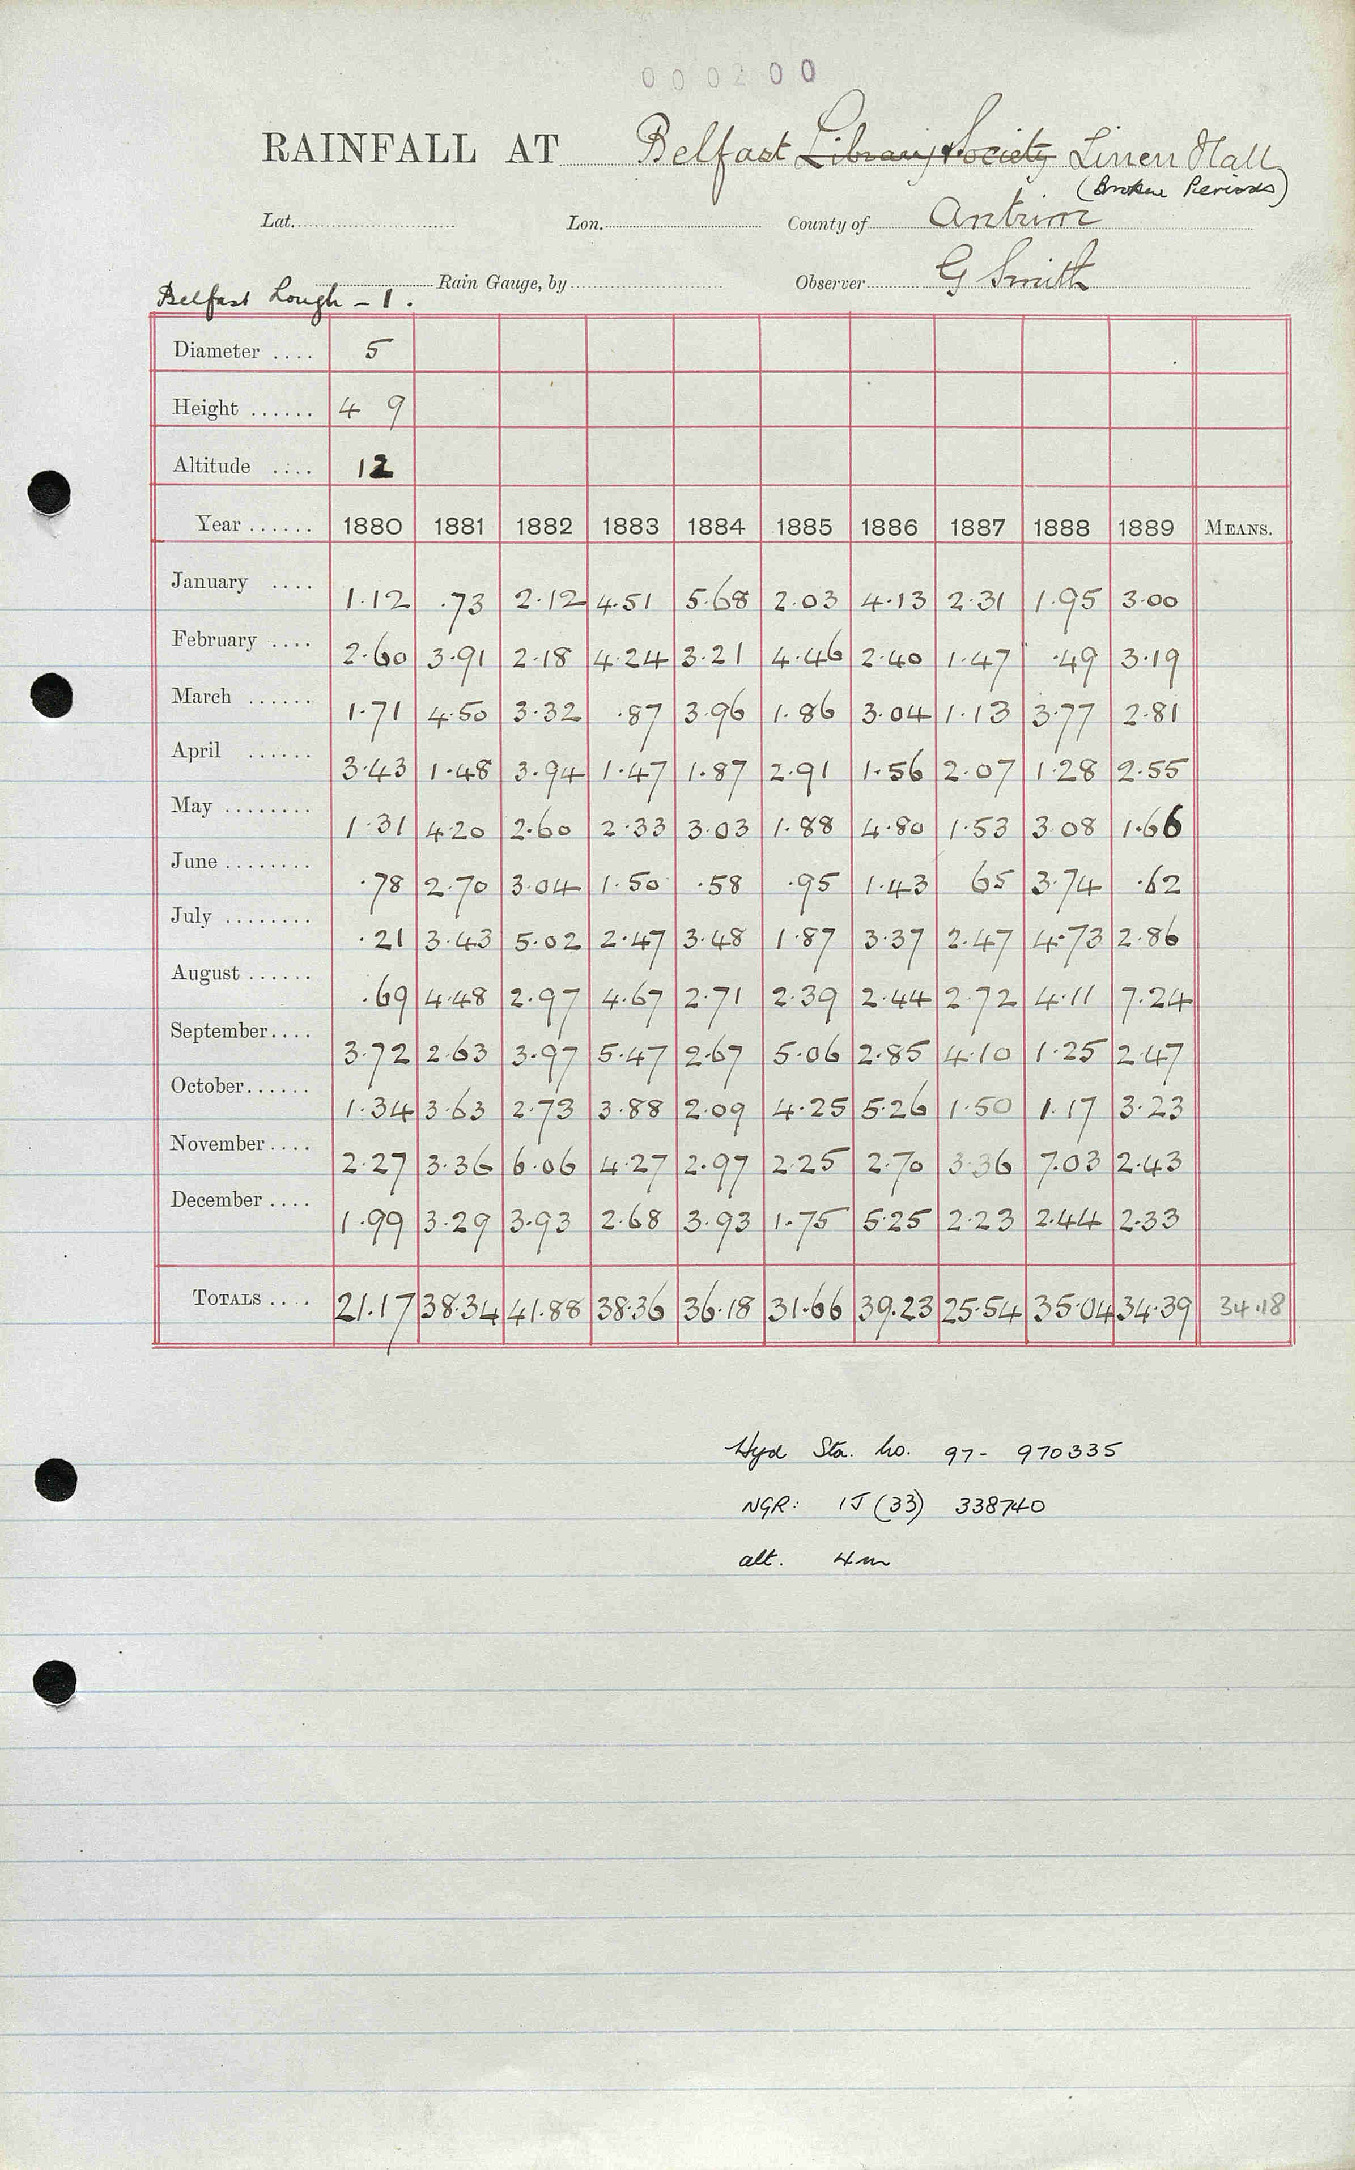 000200
RAINFALL AT Belfast Library Society Linen Hall
(Broken Periods)
Lat. Lon. County of Antrim
Rain Gauge, by Observer G Smith
Belfast Lough - 1.
Diameter .... 5
Height ...... 4 9
Altitude .... 12
Year ...... 1880 1881 1882 1883 1884 1885 1886 1887 1888 1889 MEANS.
January .... 1.12 .73 2.12 4.51 5.68 2.03 4.13 2.31 1.95 3.00
February .... 2.60 3.91 2.18 4.24 3.21 4.46 2.40 1.47 .49 3.19
March ...... 1.71 4.50 3.32 .87 3.96 1.86 3.04 1.13 3.77 2.81
April ...... 3.43 1.48 3.94 1.47 1.87 2.91 1.56 2.07 1.28 2.55
May ........ 1.31 4.20 2.60 2.33 3.03 1.88 4.80 1.53 3.08 1.66
June ........ .78 2.70 3.04 1.50 .58 .95 1.43 65 3.74 .62
July ........ .21 3.43 5.02 2.47 3.48 1.87 3.37 2.47 4.73 2.86
August ...... .69 4.48 2.97 4.67 2.71 2.39 2.44 2.72 4.11 7.24
September.... 3.72 2.63 3.97 5.47 2.67 5.06 2.85 4.10 1.25 2.47
October...... 1.34 3.63 2.73 3.88 2.09 4.25 5.26 1.50 1.17 3.23
November.... 2.27 3.36 6.06 4.27 2.97 2.25 2.70 3.36 7.03 2.43
December .... 1.99 3.29 3.93 2.68 3.93 1.75 5.25 2.23 2.44 2.33
TOTALS .... 21.17 38.34 41.88 38.36 36.18 31.66 39.23 25.54 35.04 34.39 34.18
Hyd Sta. No. 97- 970335
NGR: IJ (33) 338740
alt. 4m